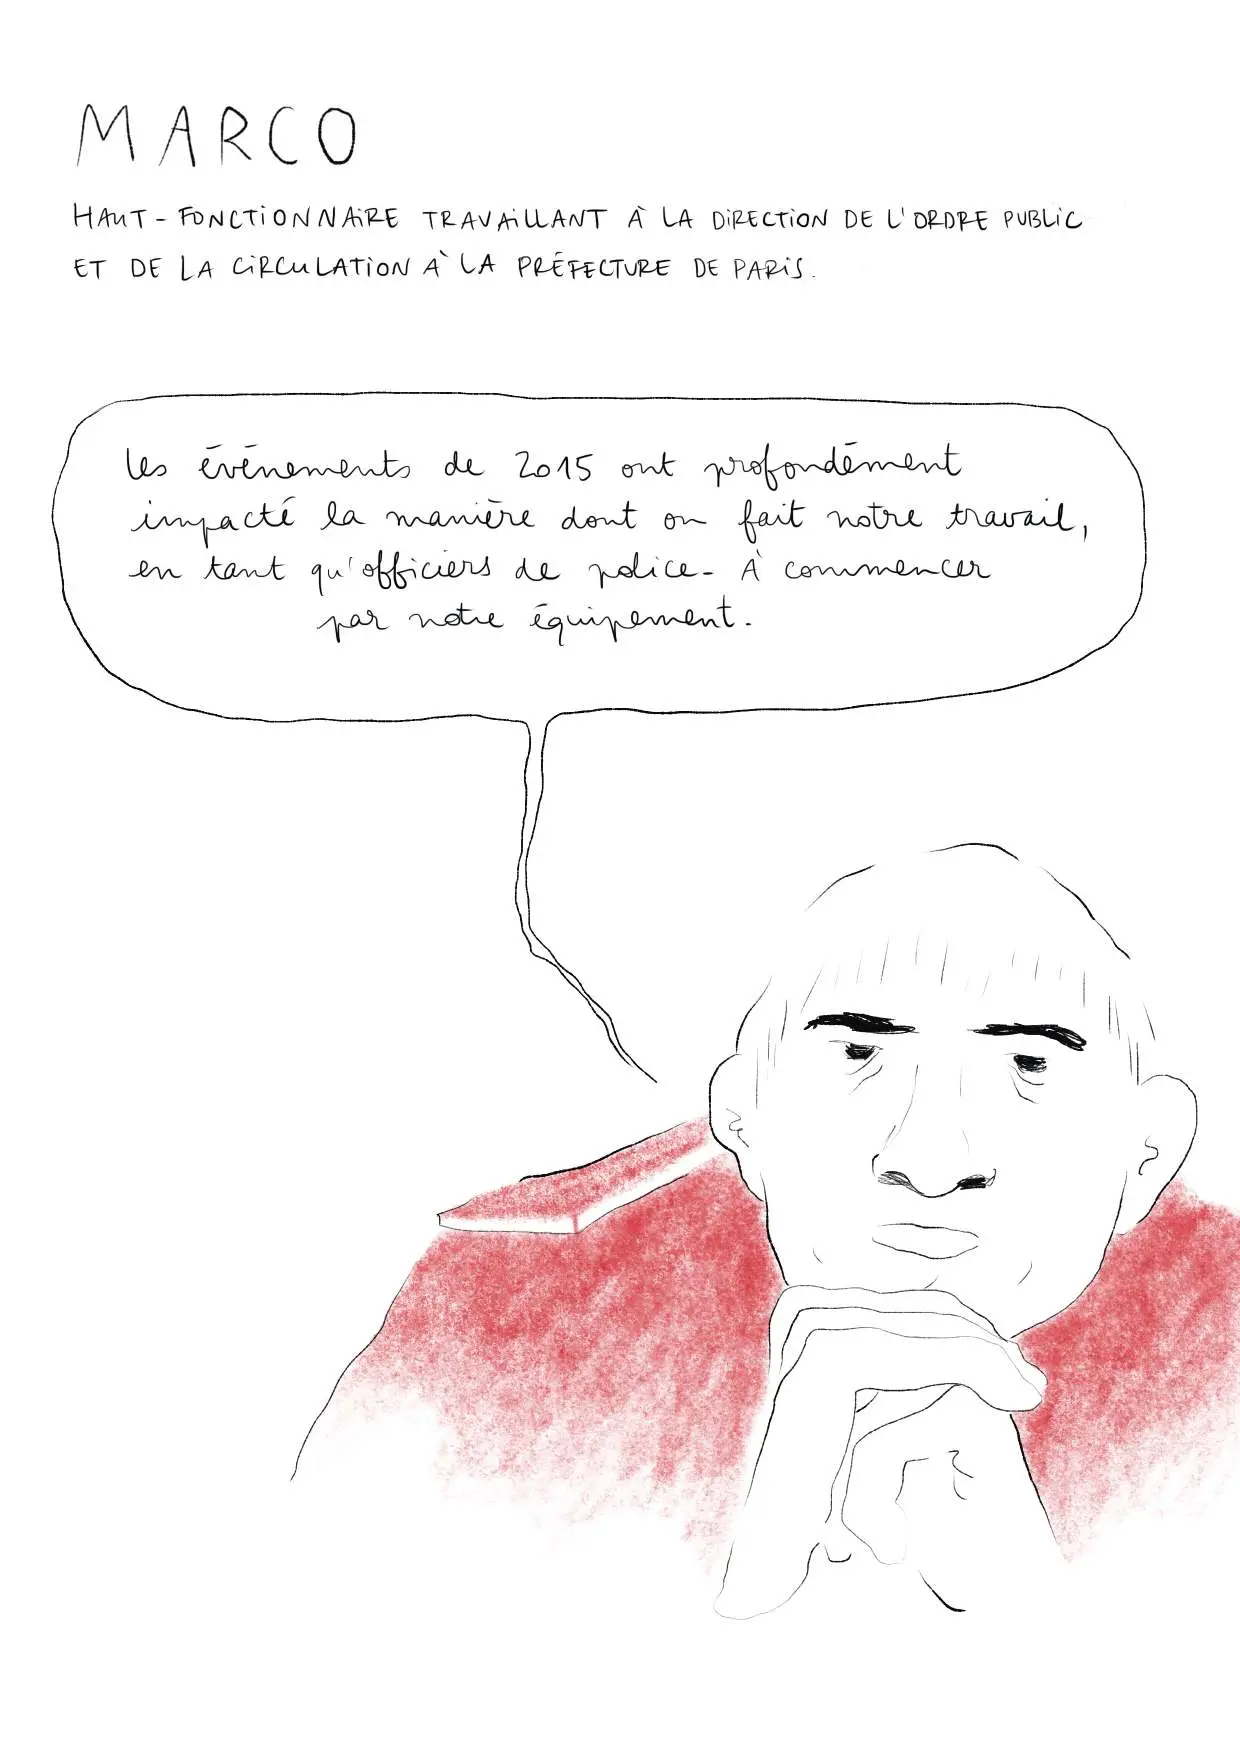 MARCO
HAUT-FONCTIONNAIRE TRAVAILLANT À LA DIRECTION DE L'ORDRE PUBLIC
ET DE LA CIRCULATION À LA PRÉFECTURE DE PARIS.
Les événements de 2015 ont profondément
impacté la manière dont on fait notre travail,
en tant qu'officiers de police. À commencer
par notre équipement.